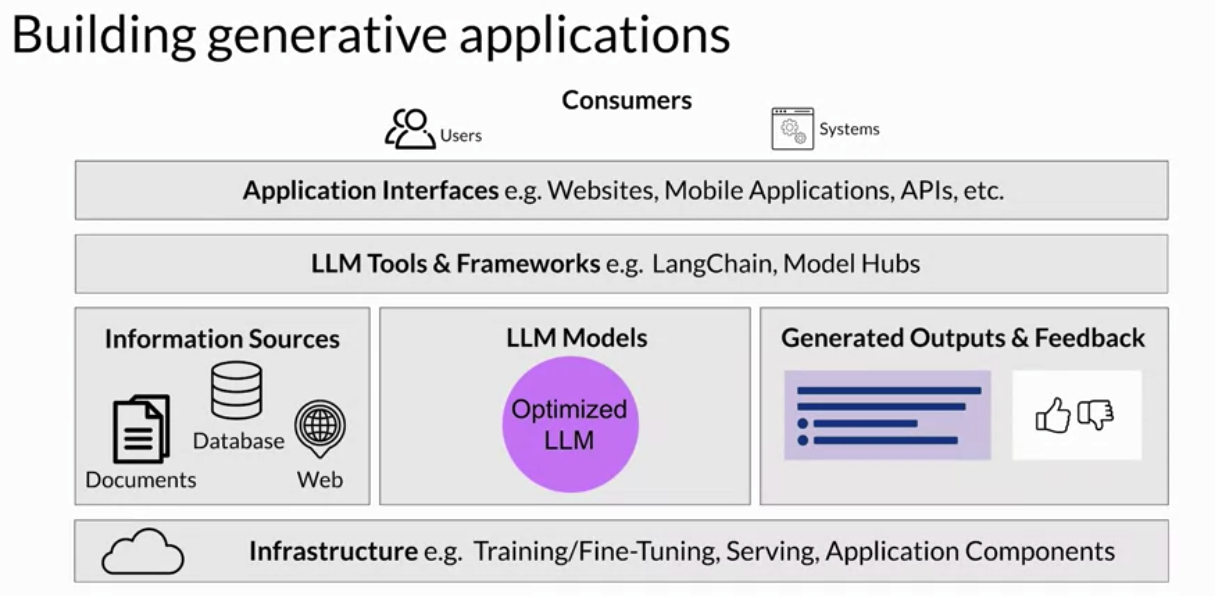 Building generative applications
Consumers
Users
Systems
Application Interfaces e.g. Websites, Mobile Applications, APIs, etc.
LLM Tools & Frameworks e.g. LangChain, Model Hubs
Information Sources
Documents
Database
Web
LLM Models
Optimized
LLM
Generated Outputs & Feedback
Infrastructure e.g. Training/Fine-Tuning, Serving, Application Components